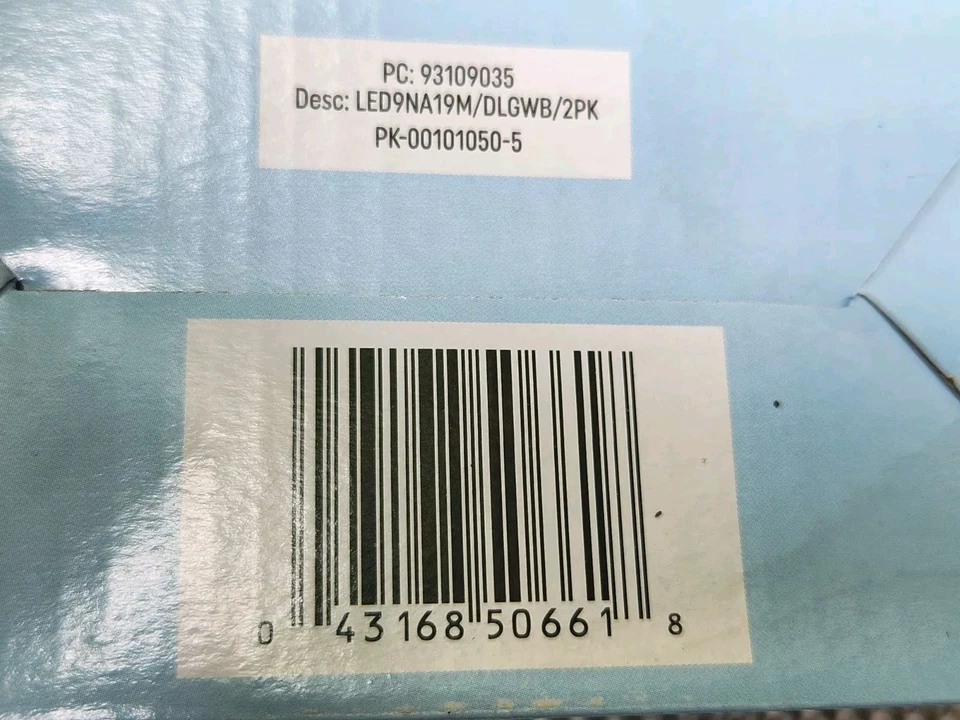 PC: 93109035
Desc: LED9NA19M/DLGWB/2PK
PK-00101050-5
0 43168 50661 8